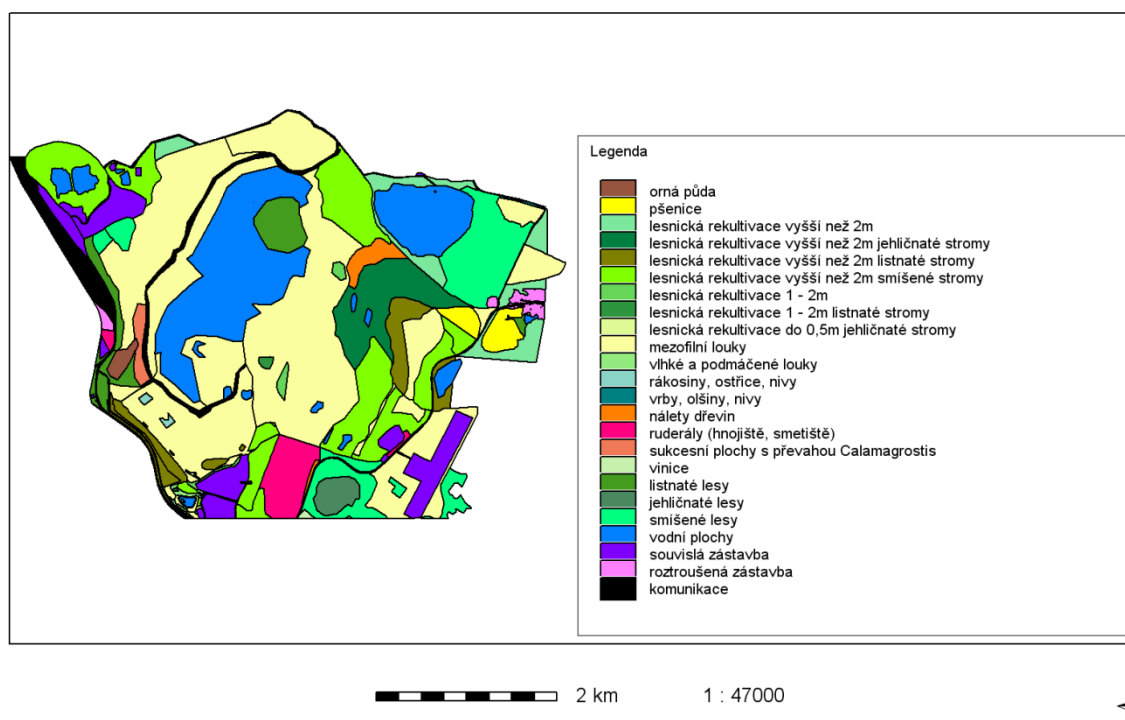 Legenda
orná půda
pšenice
lesnická rekultivace vyšší než 2m
lesnická rekultivace vyšší než 2m jehličnaté stromy
lesnická rekultivace vyšší než 2m listnaté stromy
lesnická rekultivace vyšší než 2m smíšené stromy
lesnická rekultivace 1 - 2m
lesnická rekultivace 1 - 2m listnaté stromy
lesnická rekultivace do 0,5m jehličnaté stromy
mezofilní louky
vlhké a podmáčené louky
rákosiny, ostřice, nivy
vrby, olšiny, nivy
nálety dřevin
ruderály (hnojiště, smetiště)
sukcesní plochy s převahou Calamagrostis
vinice
listnaté lesy
jehličnaté lesy
smíšené lesy
vodní plochy
souvislá zástavba
roztroušená zástavba
komunikace
2 km
1 : 47000